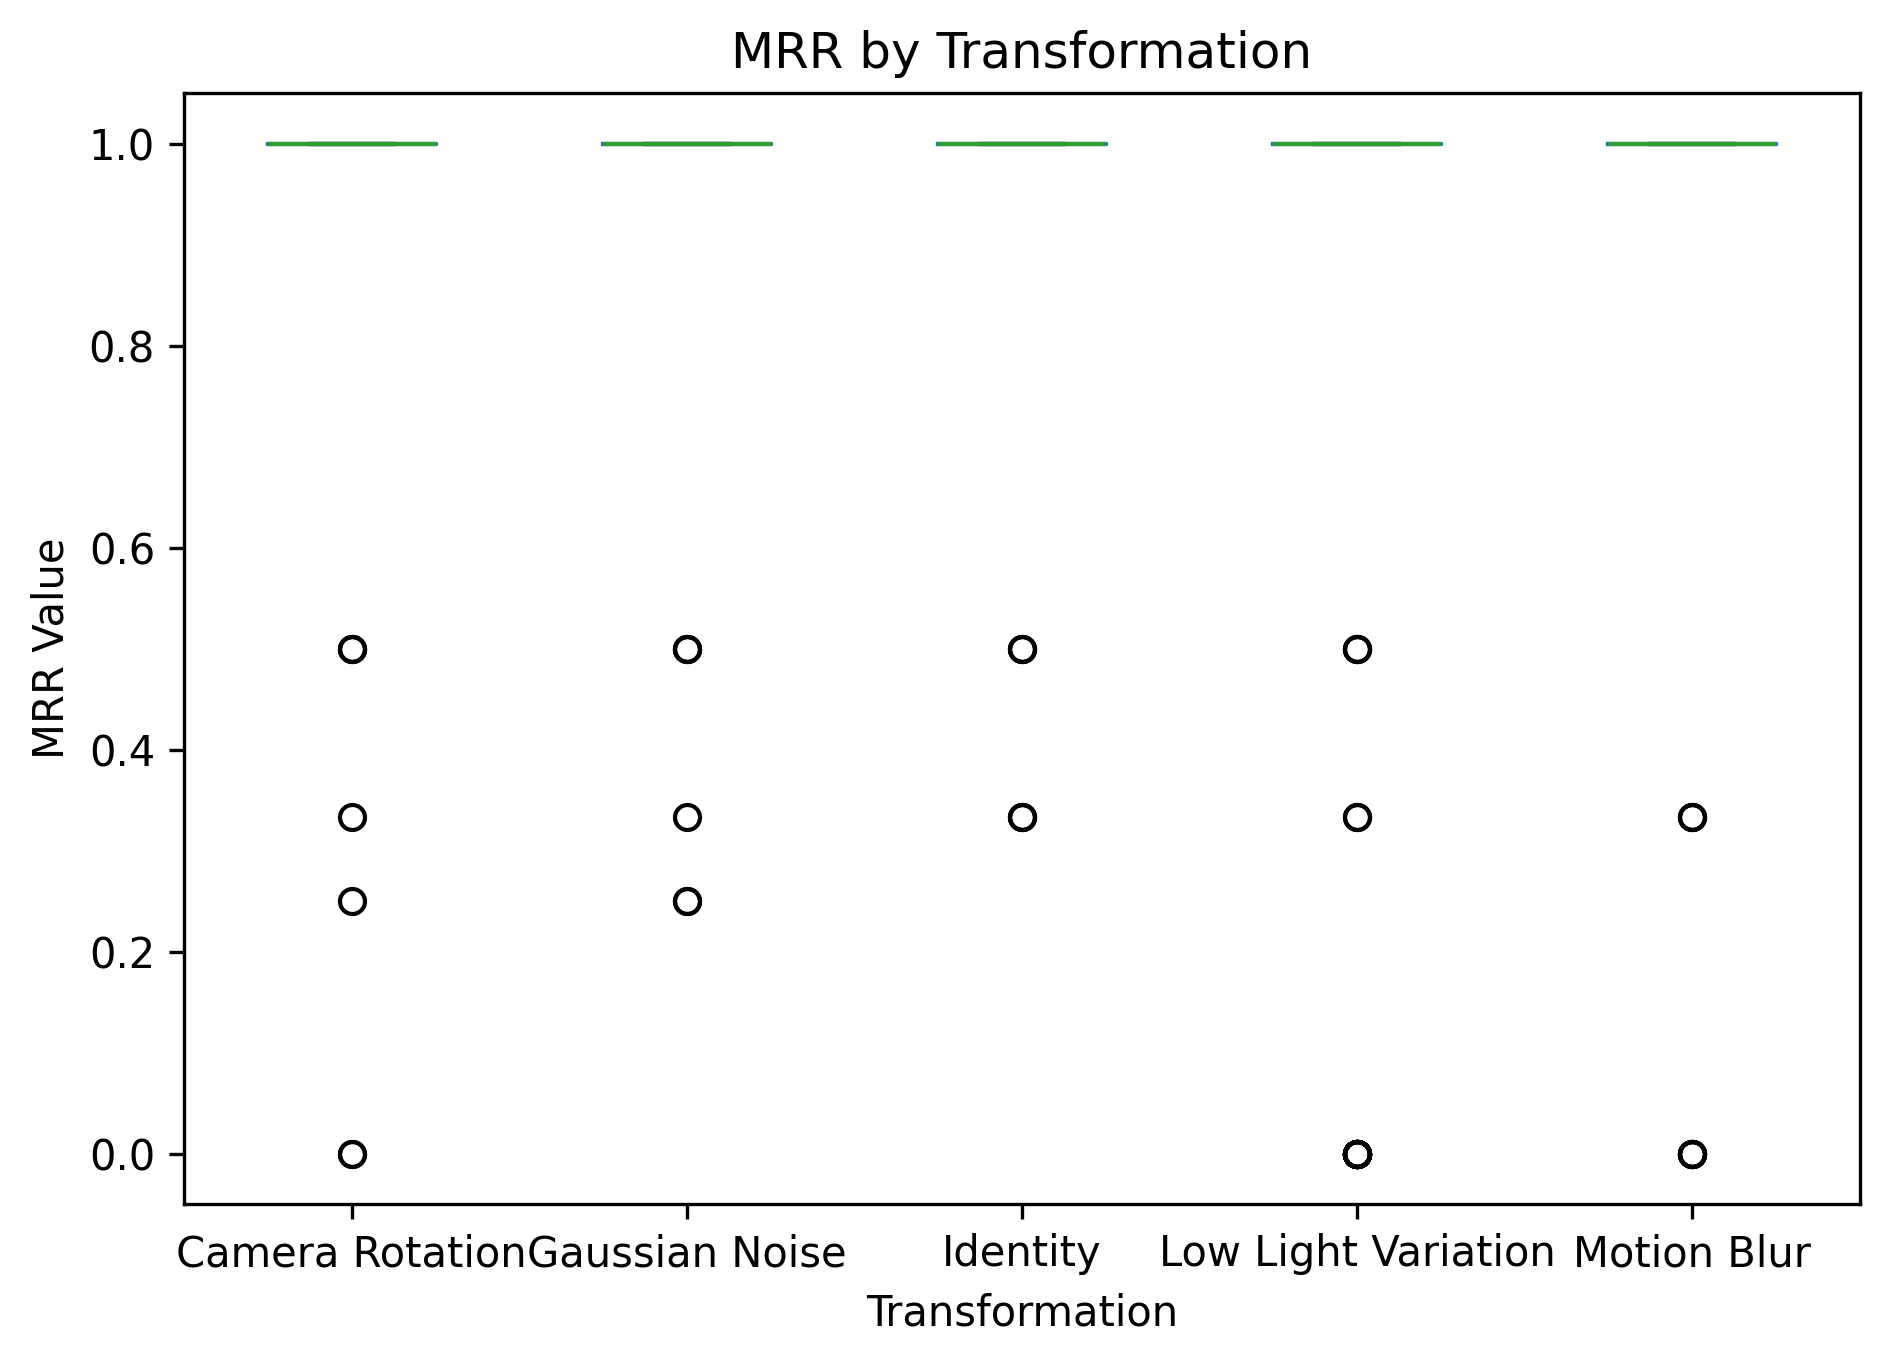 MRR by Transformation
MRR Value
1.0
0.8
0.6
0.4
0.2
0.0
Camera Rotation
Gaussian Noise
Identity
Low Light Variation
Motion Blur
Transformation